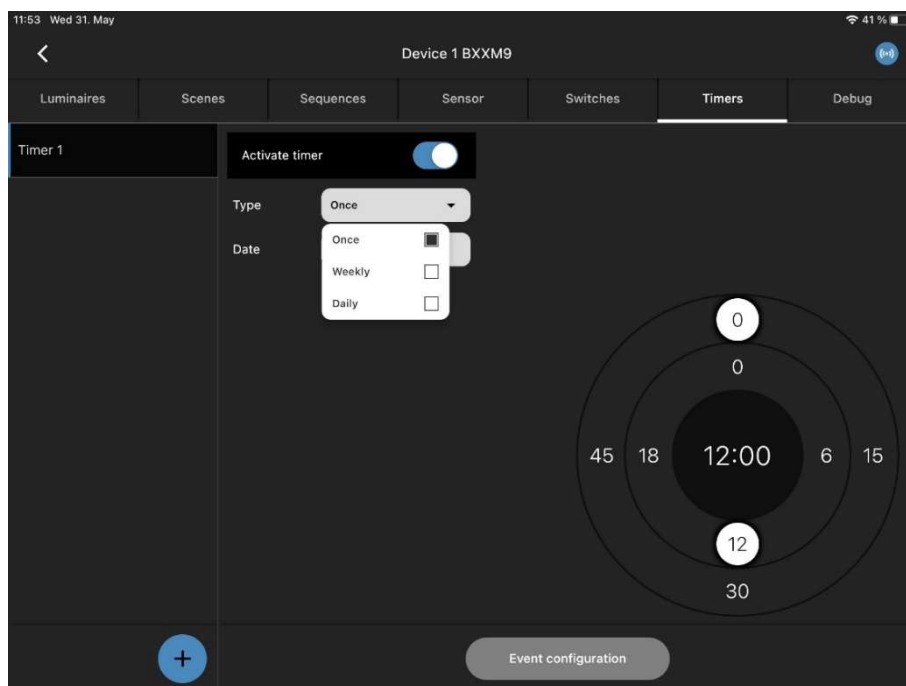 11:53 Wed 31. May 41 %
Device 1 BXXM9
Luminaires Scenes Sequences Sensor Switches Timers Debug
Timer 1
Activate timer
Type Once
Date
Once
Weekly
Daily
0
0
45 18 12:00 6 15
12
30
+
Event configuration